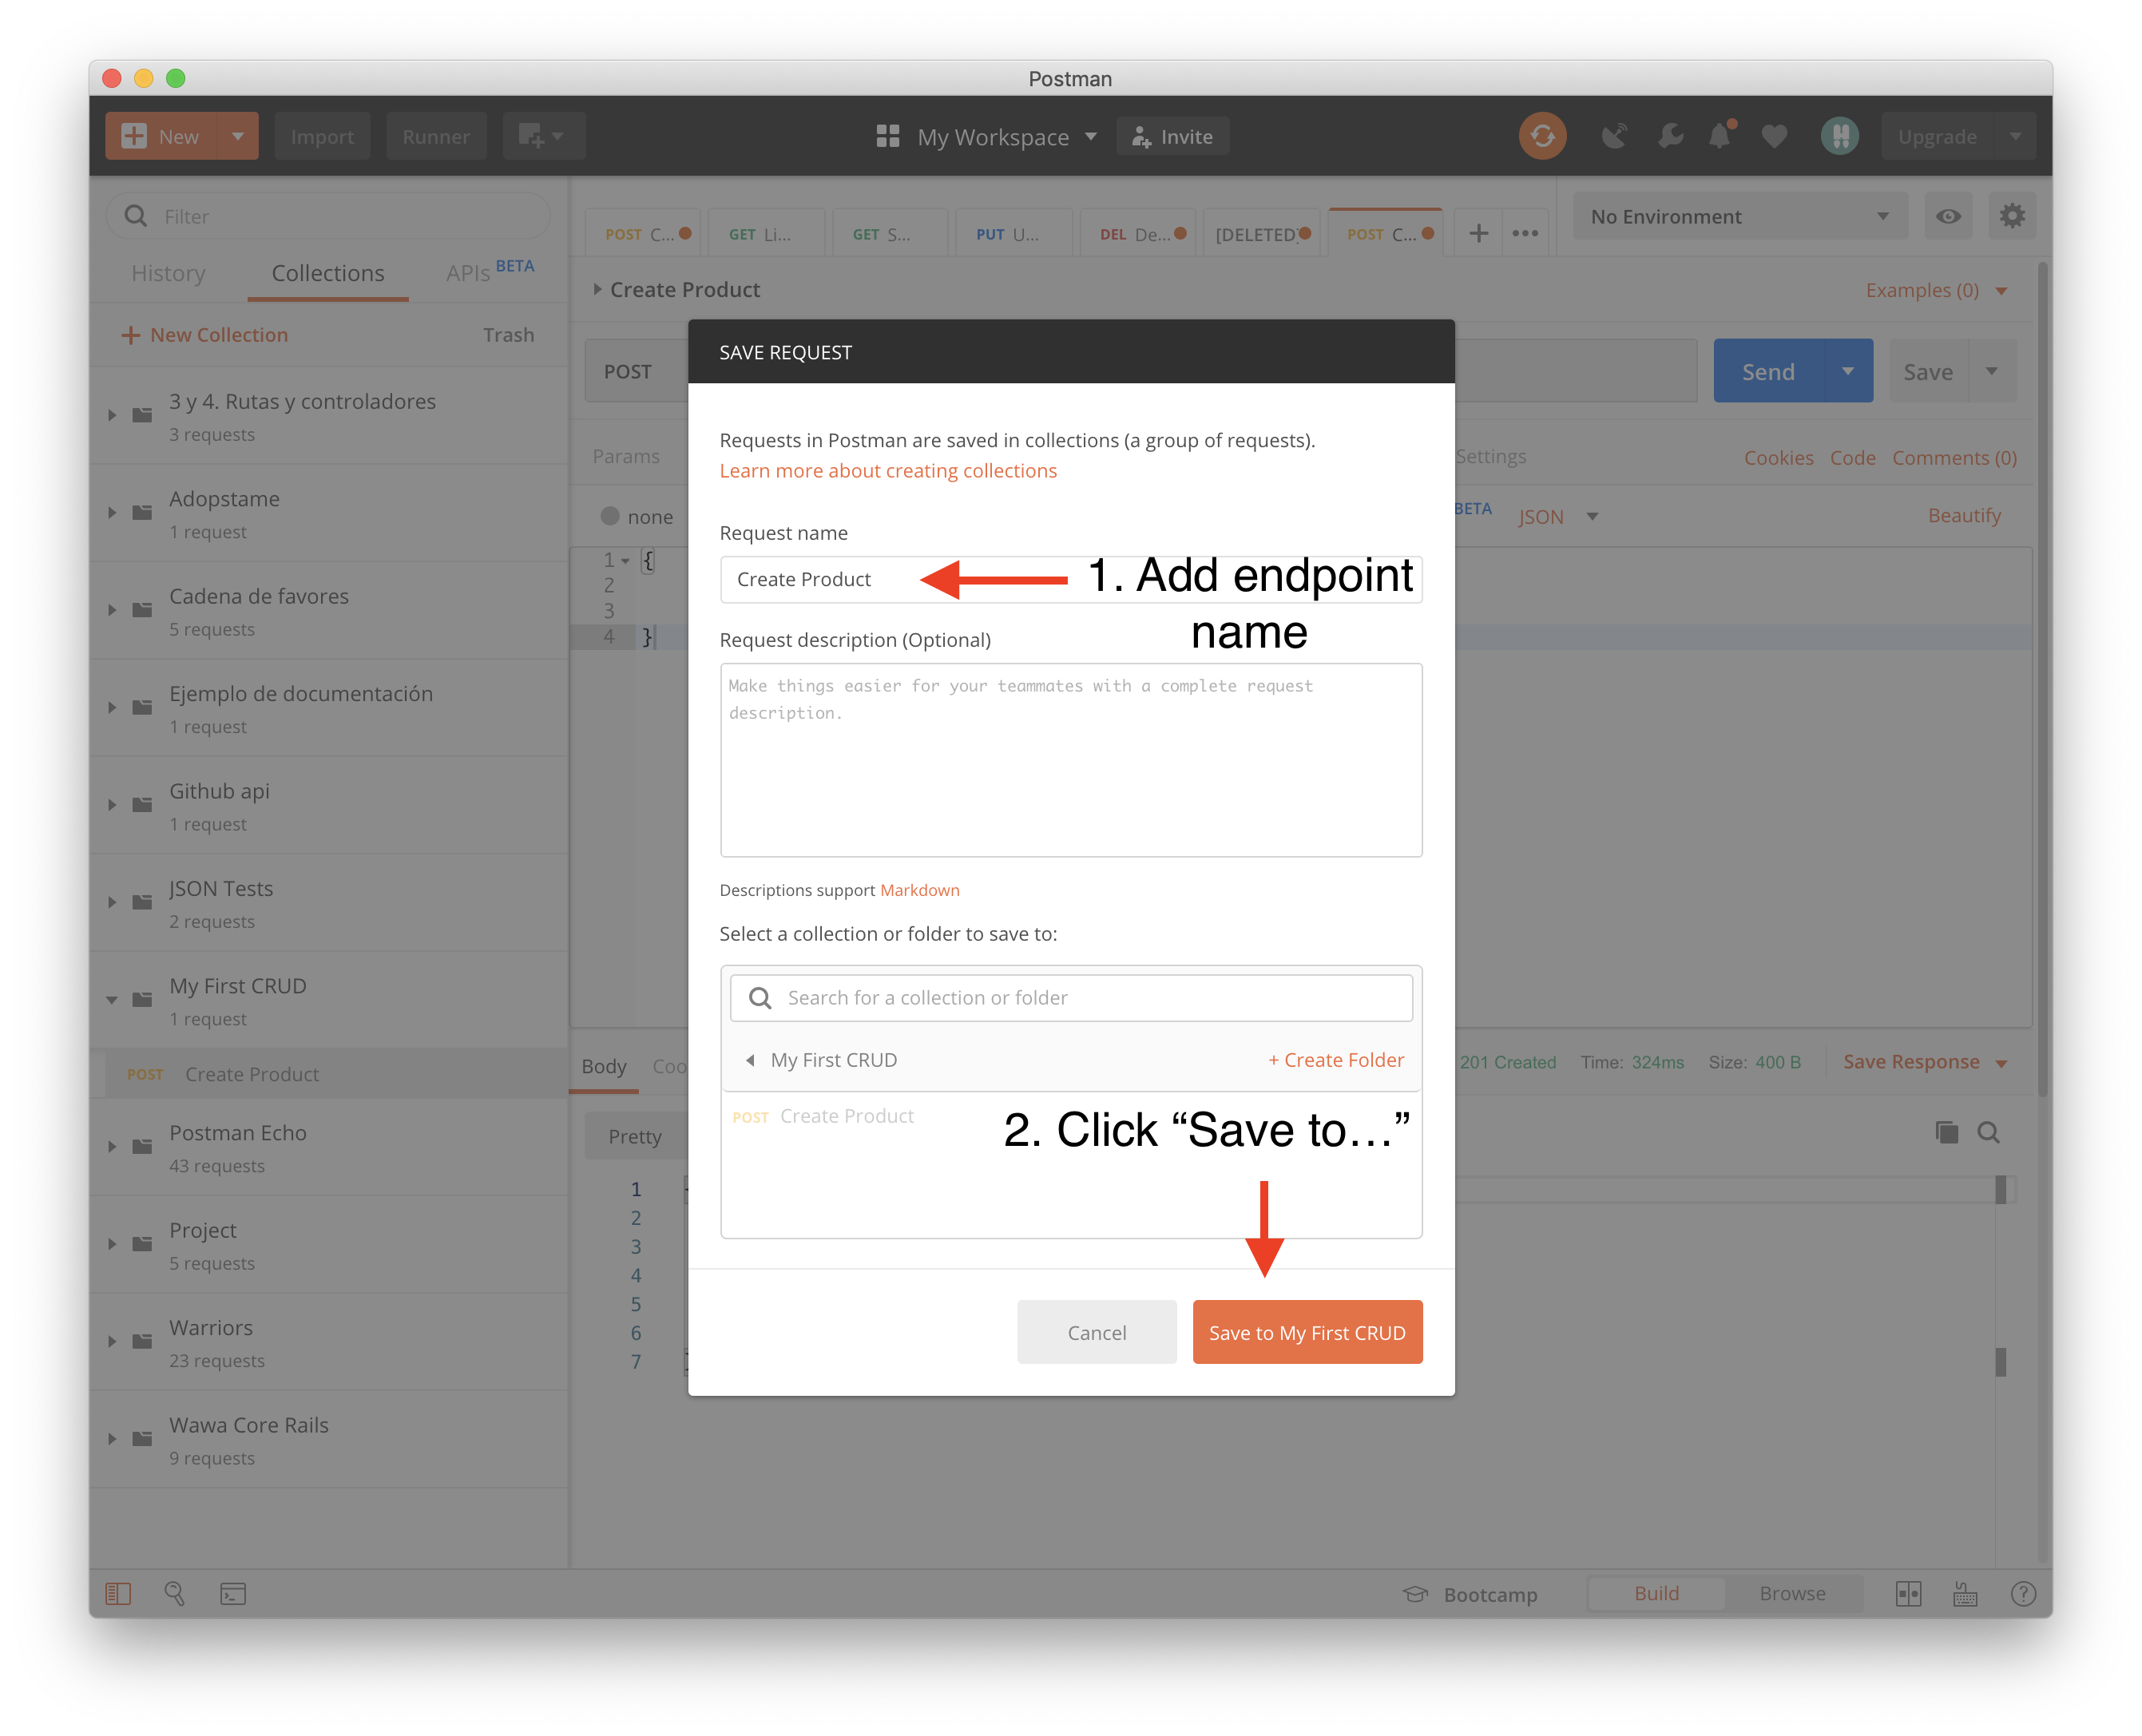 Postman
New
Import
Runner
My Workspace
Invite
Upgrade
Filter
History
Collections
APIs BETA
New Collection
Trash
3 y 4. Rutas y controladores
3 requests
Adopstame
1 request
Cadena de favores
5 requests
Ejemplo de documentación
1 request
Github api
1 request
JSON Tests
2 requests
My First CRUD
1 request
POST Create Product
Postman Echo
43 requests
Project
5 requests
Warriors
23 requests
Wawa Core Rails
9 requests
POST C...
GET Li...
GET S...
PUT U...
DEL De...
[DELETED]
POST C...
No Environment
Create Product
Examples (0)
POST
Send
Save
Params
Settings
Cookies
Code
Comments (0)
none
BETA
JSON
Beautify
1 {
2
3
4 }
SAVE REQUEST
Requests in Postman are saved in collections (a group of requests).
Learn more about creating collections
Request name
Create Product
1. Add endpoint
name
Request description (Optional)
Make things easier for your teammates with a complete request
description.
Descriptions support Markdown
Select a collection or folder to save to:
Search for a collection or folder
My First CRUD
+ Create Folder
POST Create Product
2. Click “Save to…”
Cancel
Save to My First CRUD
Body
Coo
201 Created
Time: 324ms
Size: 400 B
Save Response
Pretty
1
2
3
4
5
6
7
Bootcamp
Build
Browse